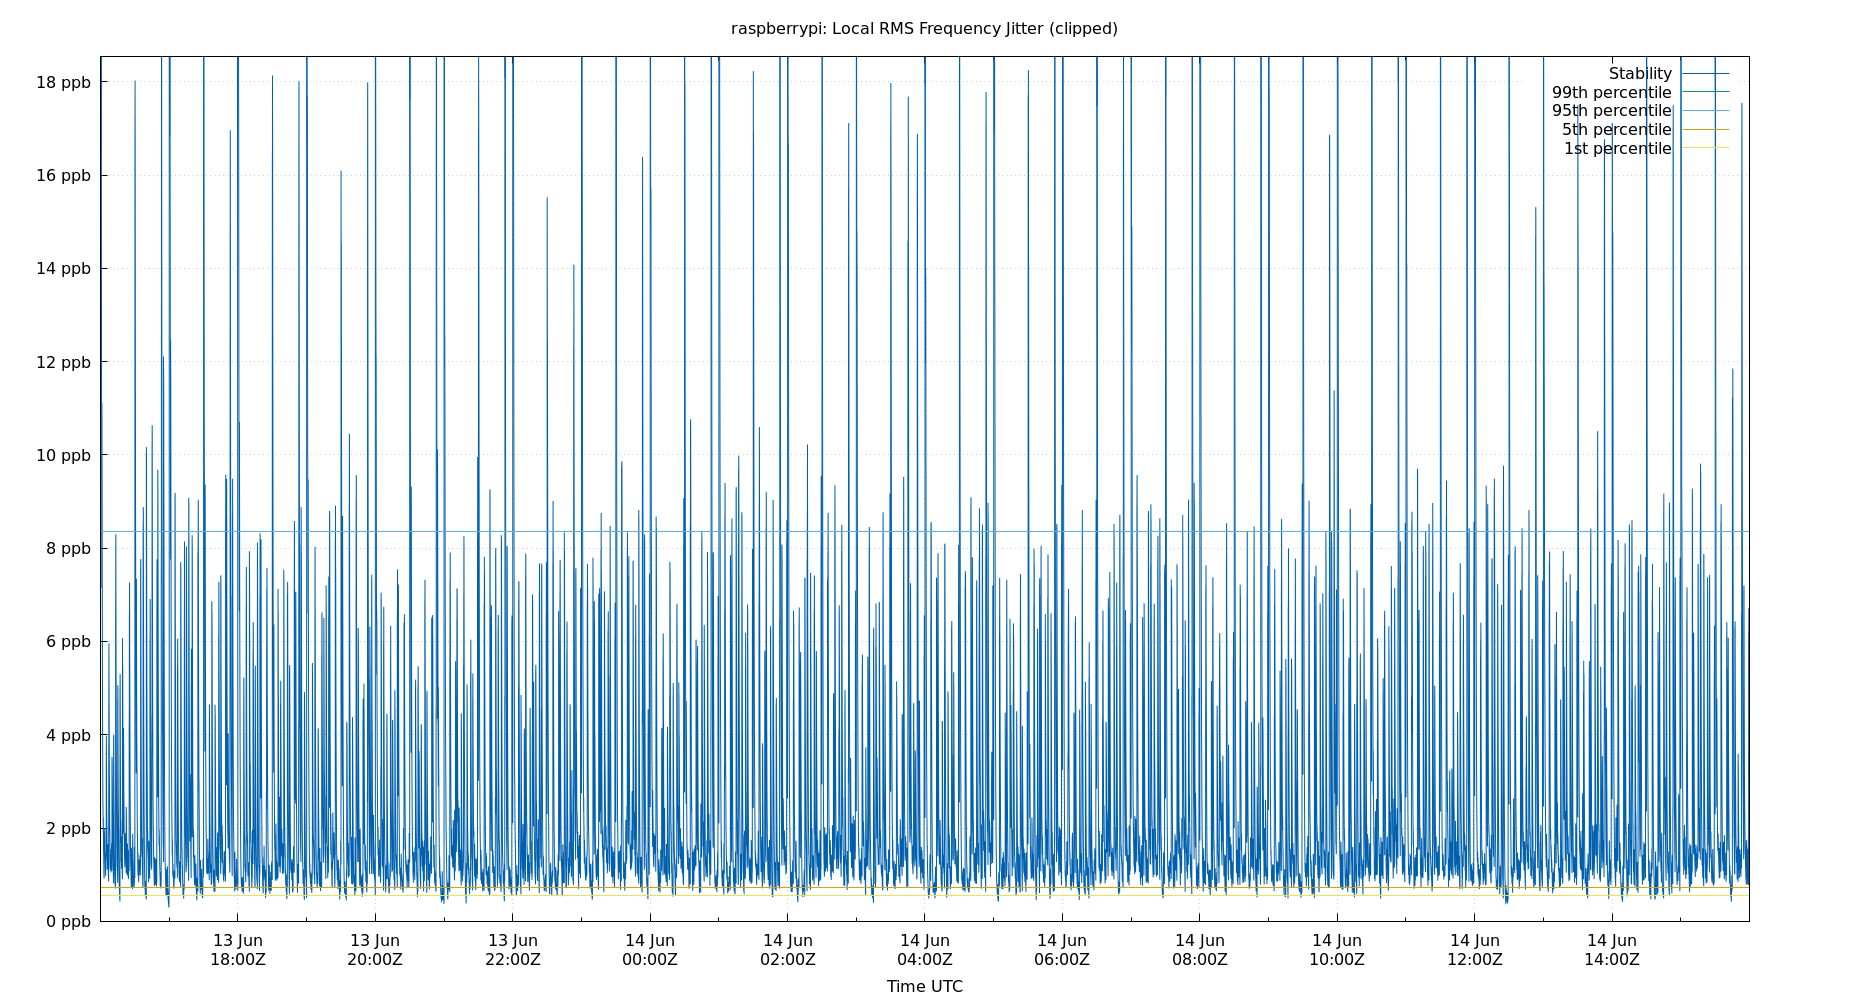 raspberrypi: Local RMS Frequency Jitter (clipped)
Stability
99th percentile
95th percentile
5th percentile
1st percentile
18 ppb
16 ppb
14 ppb
12 ppb
10 ppb
8 ppb
6 ppb
4 ppb
2 ppb
0 ppb
13 Jun 13 Jun 13 Jun 14 Jun 14 Jun 14 Jun 14 Jun 14 Jun 14 Jun 14 Jun 14 Jun
18:00Z 20:00Z 22:00Z 00:00Z 02:00Z 04:00Z 06:00Z 08:00Z 10:00Z 12:00Z 14:00Z
Time UTC